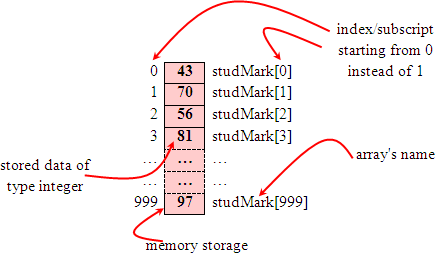 index/subscript
starting from 0
instead of 1
0 43 studMark[0]
1 70 studMark[1]
2 56 studMark[2]
3 81 studMark[3]
... ... ...
... ... ...
999 97 studMark[999]
stored data of
type integer
array's name
memory storage